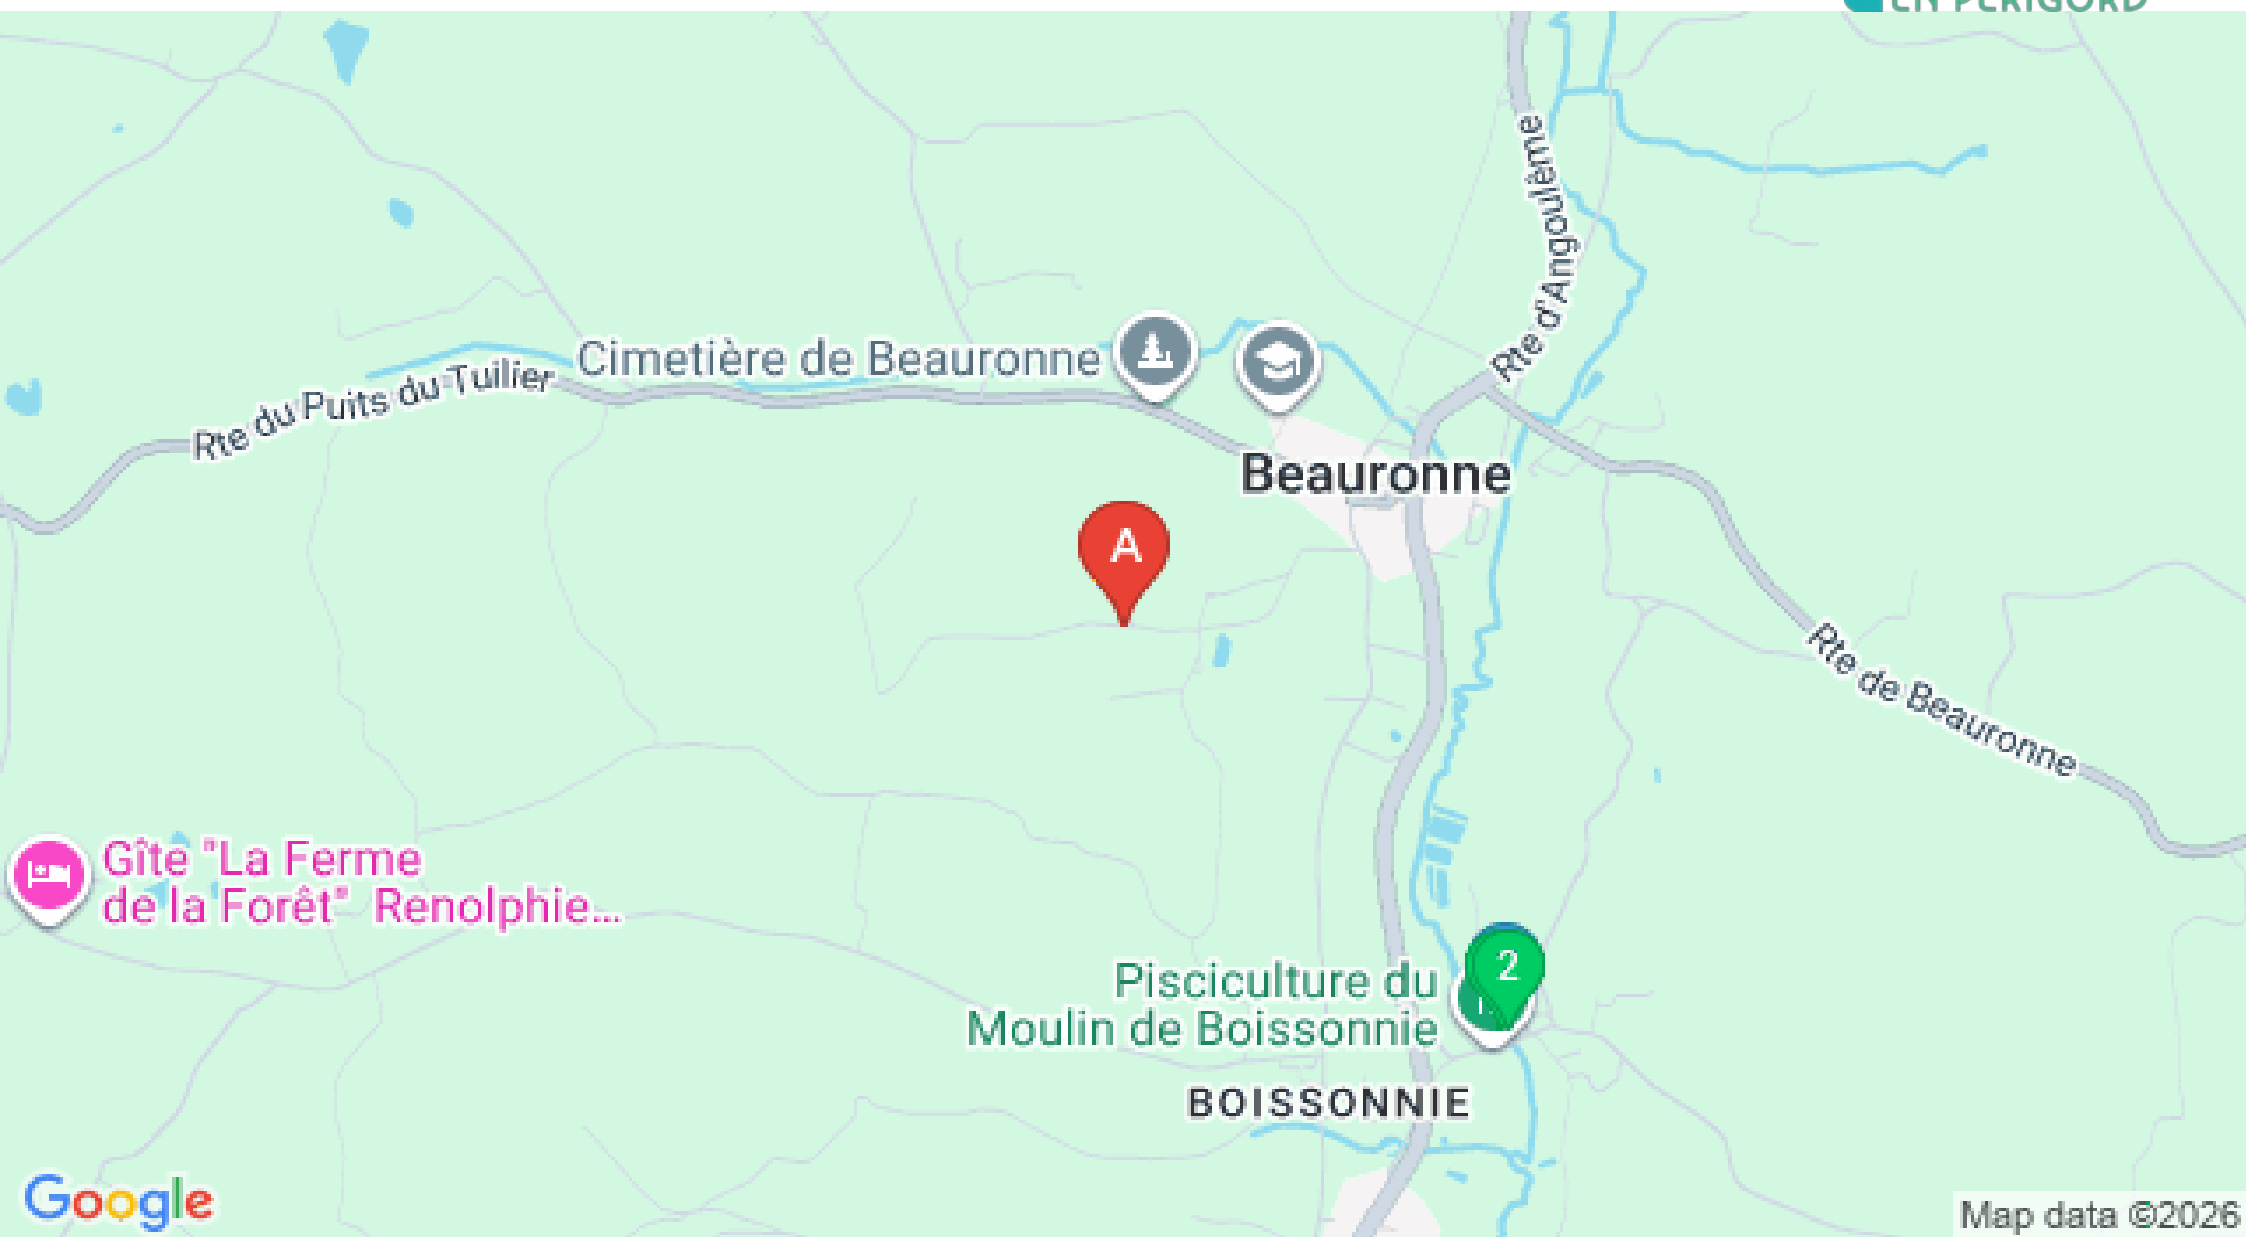 EN PÉRIGORD
Rte d'Angoulême
Cimetière de Beauronne
Rte du Puits du Tuilier
Beauronne
A
Rte de Beauronne
Gîte "La Ferme
de la Forêt" Renolphie...
2
Pisciculture du
Moulin de Boissonnie
BOISSONNIE
Google
Map data ©2026